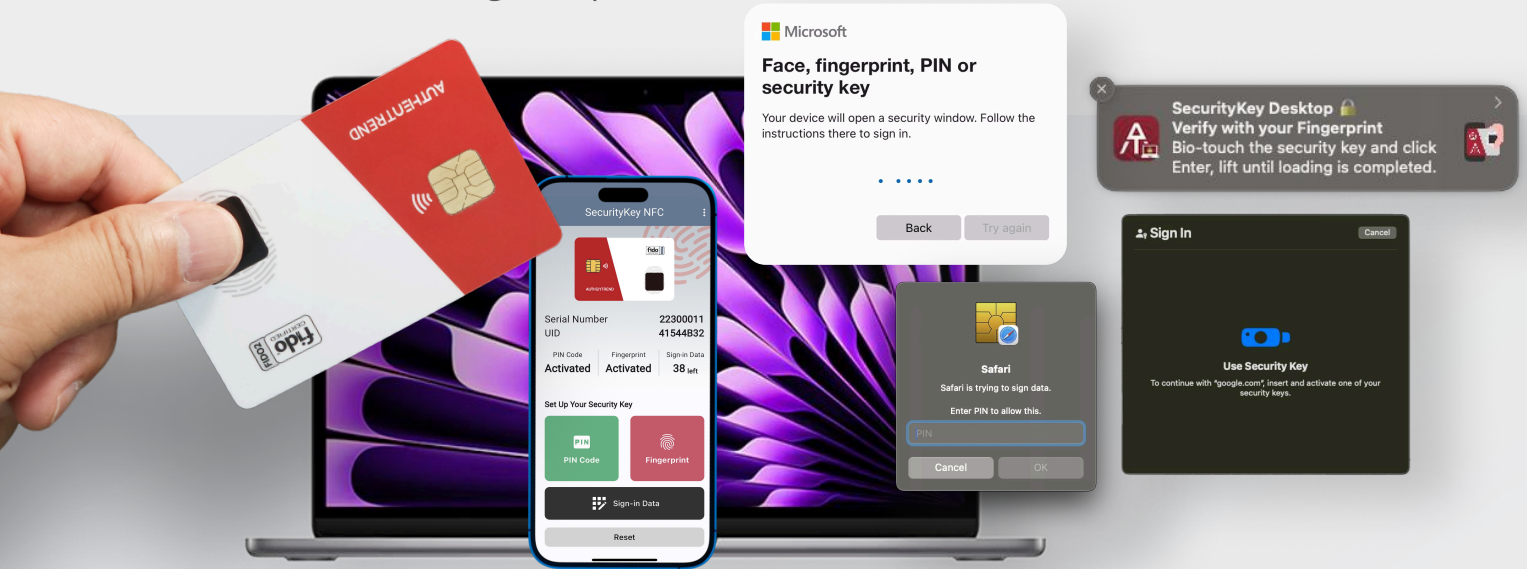 AUTHENTREND
FIDO2
CERTIFIED
fido
SecurityKey NFC
fido
AUTHENTREND
Serial Number 22300011
UID 41544B32
PIN Code Fingerprint Sign-in Data
Activated Activated 38 left
Set Up Your Security Key
PIN
PIN Code Fingerprint
Sign-in Data
Reset
Microsoft
Face, fingerprint, PIN or
security key
Your device will open a security window. Follow the
instructions there to sign in.
Back Try again
Safari
Safari is trying to sign data.
Enter PIN to allow this.
PIN
Cancel OK
SecurityKey Desktop 🔒
Verify with your Fingerprint
Bio-touch the security key and click
Enter, lift until loading is completed.
Sign In Cancel
Use Security Key
To continue with “google.com”, insert and activate one of your
security keys.